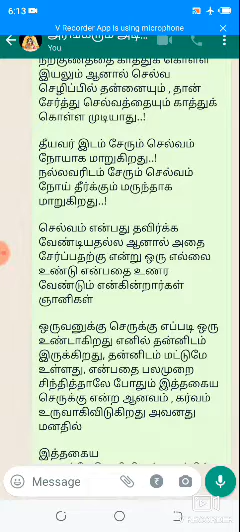 6:13
V Recorder App is using microphone
You
நற்குணத்தை காத்துக் கொள்ள
இயலும் ஆனால் செல்வ
செழிப்பில் தன்னையும் , தான்
சேர்த்து செல்வத்தையும் காத்துக்
கொள்ள முடியாது..!
தீயவர் இடம் சேரும் செல்வம்
நோயாக மாறுகிறது..!
நல்லவரிடம் சேரும் செல்வம்
நோய் தீர்க்கும் மருந்தாக
மாறுகிறது..!
செல்வம் என்பது தவிர்க்க
வேண்டியதல்ல ஆனால் அதை
சேர்ப்பதற்கு என்று ஒரு எல்லை
உண்டு என்பதை உணர
வேண்டும் என்கின்றார்கள்
ஞானிகள்
ஒருவனுக்கு செருக்கு எப்படி ஒரு
உண்டாகிறது எனில் தன்னிடம்
இருக்கிறது, தன்னிடம் மட்டுமே
உள்ளது, என்பதை பலமுறை
சிந்தித்தாலே போதும் இத்தகைய
செருக்கு என்ற ஆணவம் , கர்வம்
உருவாகிவிடுகிறது அவனது
மனதில்
இத்தகைய
Message